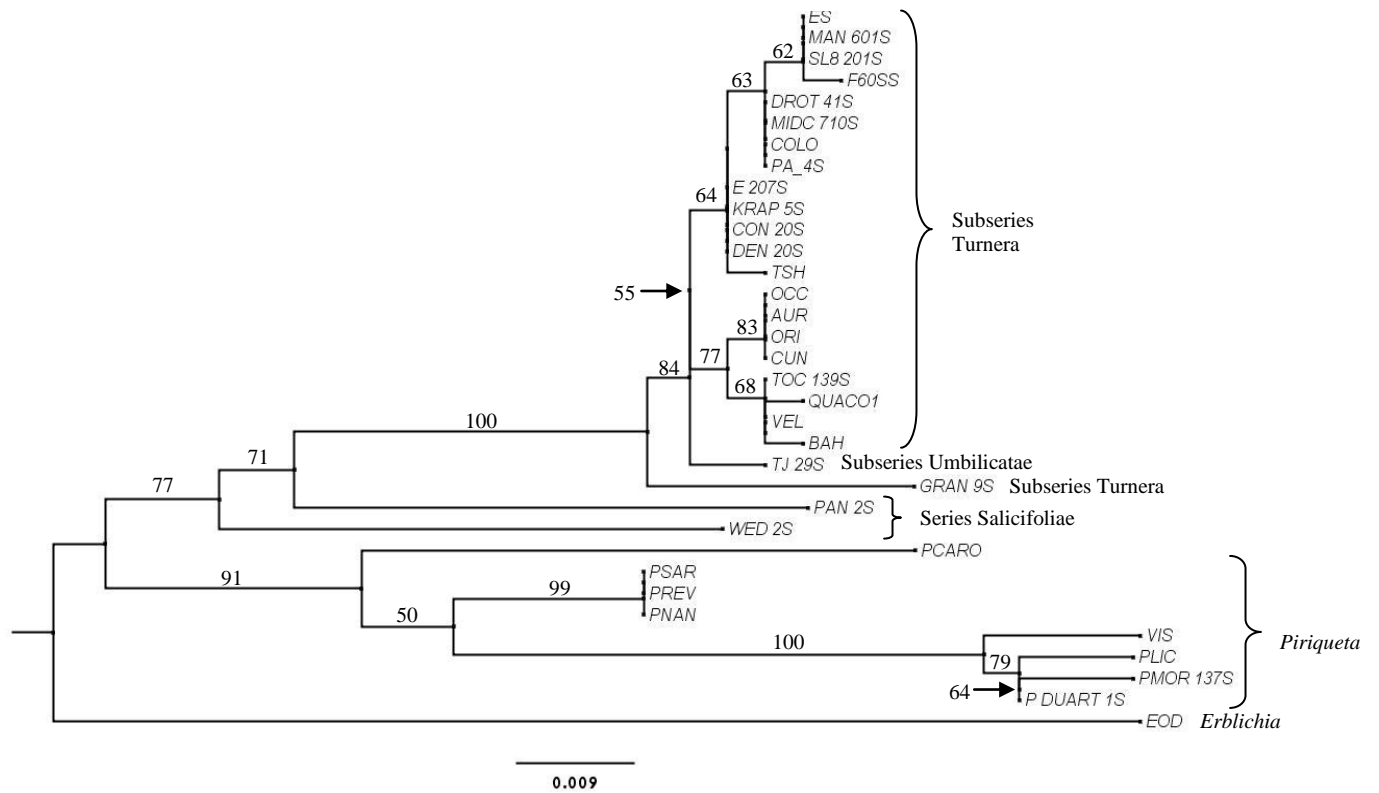 ES
62
MAN 601S
SL8 201S
63
F60SS
DROT 41S
MIDC 710S
COLO
PA_4S
E 207S
64
KRAP 5S
Subseries
Turnera
CON 20S
DEN 20S
TSH
55
OCC
AUR
83
ORI
77
CUN
84
TOC 139S
68
QUACO1
100
VEL
BAH
71
TJ 29S Subseries Umbilicatae
77
GRAN 9S Subseries Turnera
PAN 2S
Series Salicifoliae
WED 2S
PCARO
91
PSAR
99
PREV
50
PNAN
100
VIS
Piriqueta
79
PLIC
64
PMOR 137S
P DUART 1S
EOD Erblichia
0.009